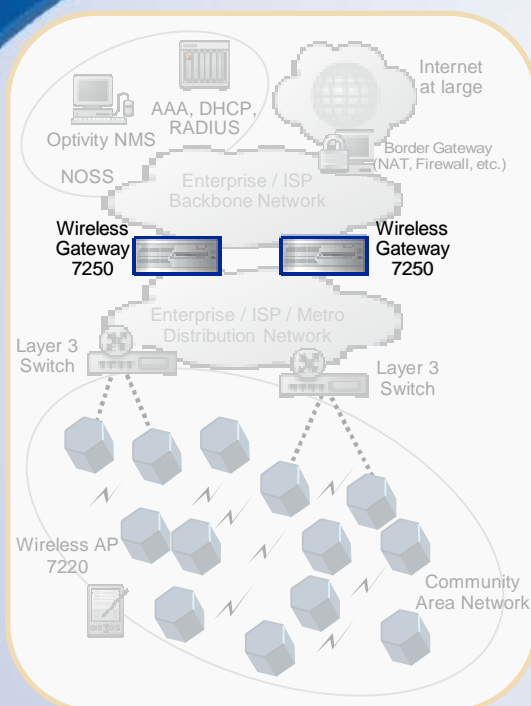 Internet
at large
AAA, DHCP,
RADIUS
Optivity NMS
Border Gateway
(NAT, Firewall, etc.)
NOSS
Enterprise / ISP
Backbone Network
Wireless
Gateway
7250
Wireless
Gateway
7250
Enterprise / ISP / Metro
Distribution Network
Layer 3
Switch
Layer 3
Switch
Wireless AP
7220
Community
Area Network